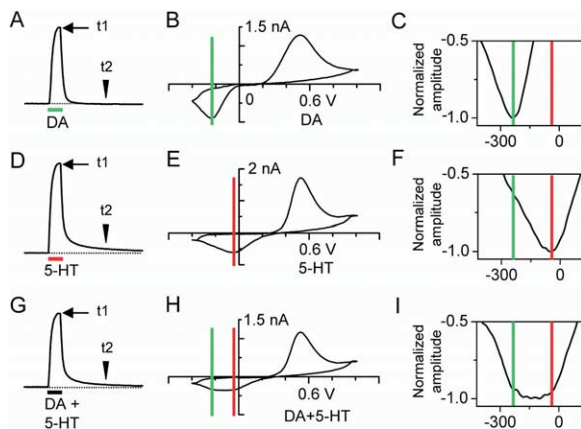 A
t1
t2
DA
B
1.5 nA
0
0.6 V
DA
C
Normalized
amplitude
-0.5
-1.0
-300
0
D
t1
t2
5-HT
E
2 nA
0.6 V
5-HT
F
Normalized
amplitude
-0.5
-1.0
-300
0
G
t1
t2
DA +
5-HT
H
1.5 nA
0.6 V
DA+5-HT
I
Normalized
amplitude
-0.5
-1.0
-300
0